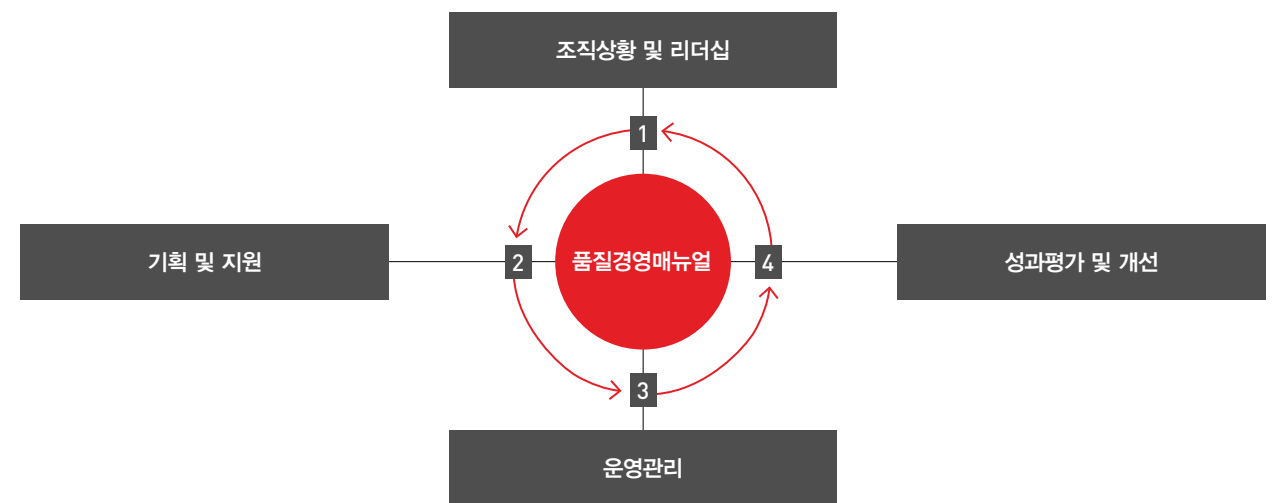 조직상황 및 리더십
1
기획 및 지원
2
품질경영매뉴얼
4
성과평가 및 개선
3
운영관리